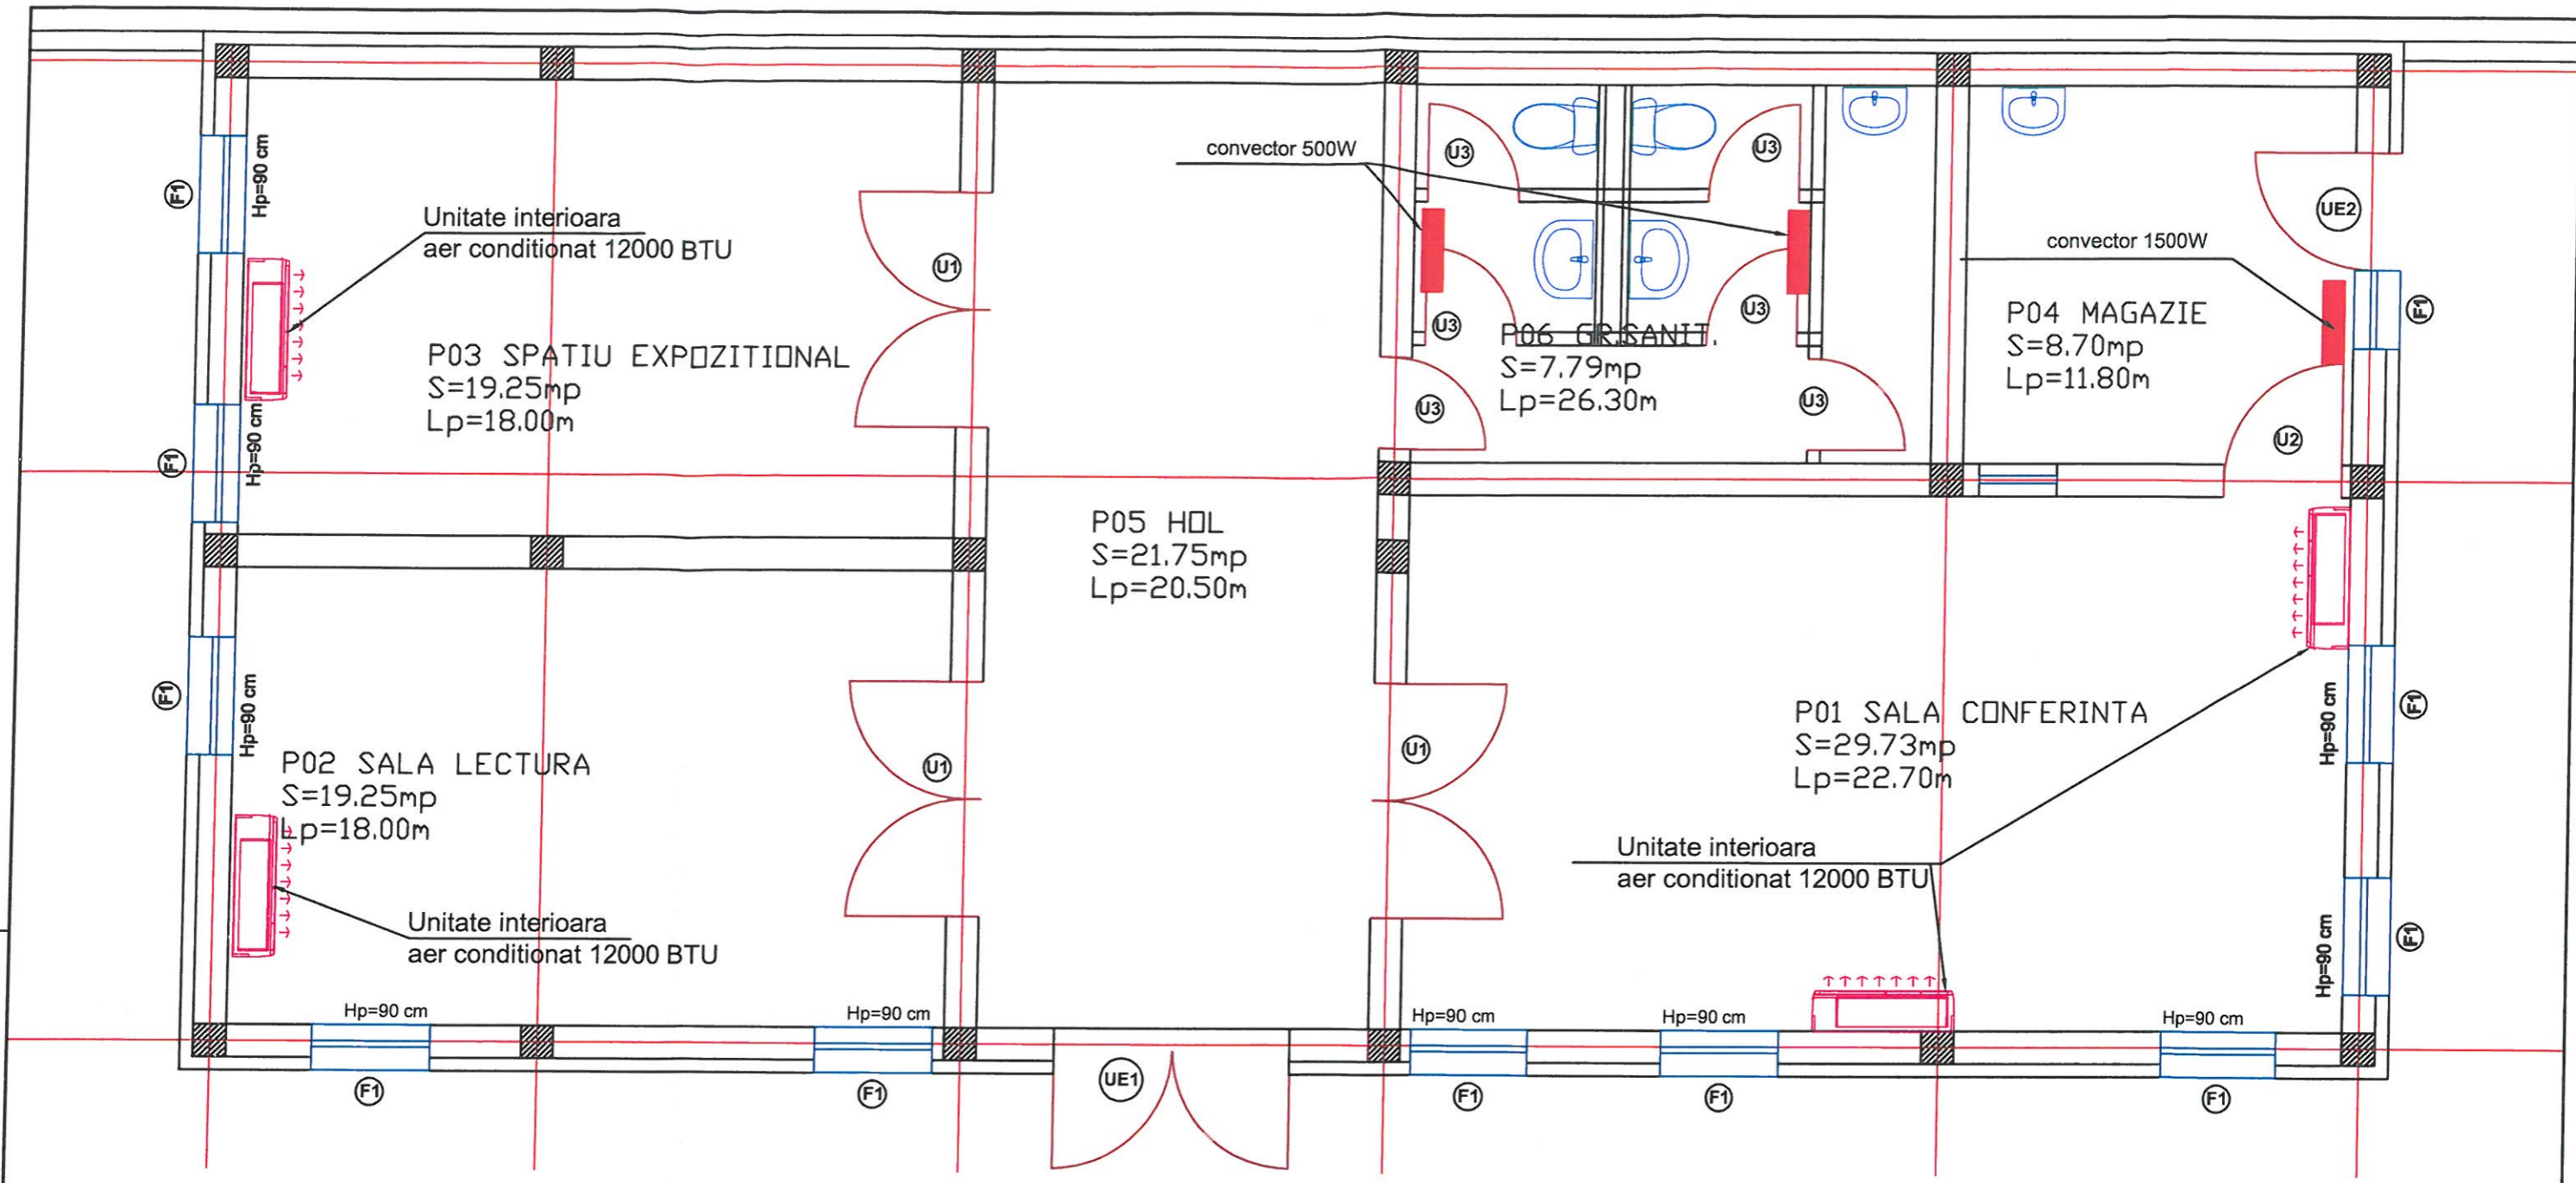 Hp=90 cm
F1
Unitate interioara
aer conditionat 12000 BTU
U1
P03 SPATIU EXPOZITIONAL
S=19.25mp
Lp=18.00m
Hp=90 cm
F1
convector 500W
U3
U3
U3
U3
P06 GR.SANIT.
S=7.79mp
Lp=26.30m
U3
U3
UE2
convector 1500W
P04 MAGAZIE
S=8.70mp
Lp=11.80m
F1
U2
P05 HOL
S=21.75mp
Lp=20.50m
F1
Hp=90 cm
P02 SALA LECTURA
S=19.25mp
Lp=18.00m
U1
Unitate interioara
aer conditionat 12000 BTU
U1
P01 SALA CONFERINTA
S=29.73mp
Lp=22.70m
Hp=90 cm
F1
Unitate interioara
aer conditionat 12000 BTU
Hp=90 cm
F1
Hp=90 cm
Hp=90 cm
Hp=90 cm
Hp=90 cm
Hp=90 cm
F1
F1
UE1
F1
F1
F1